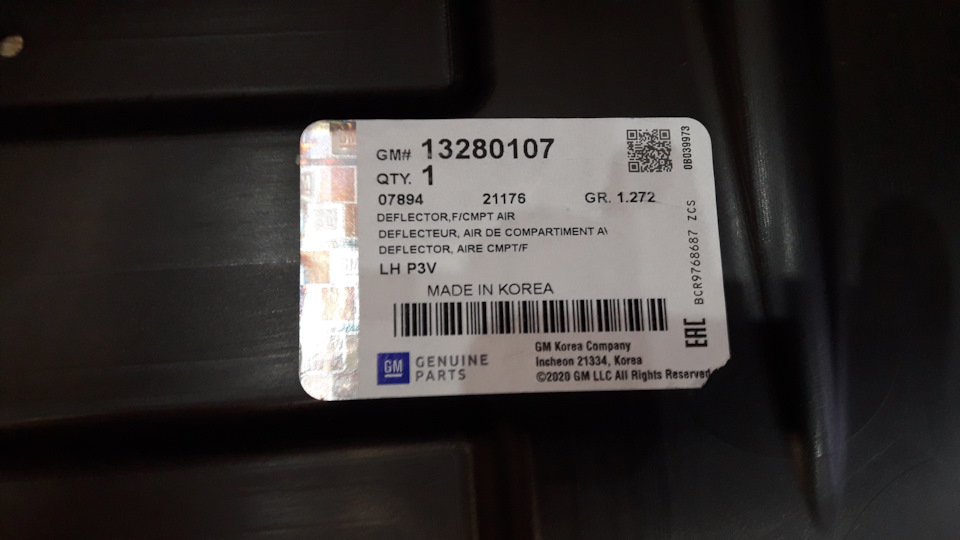 GM# 13280107
QTY. 1
07894 21176 GR. 1.272
DEFLECTOR,F/CMPT AIR
DEFLECTEUR, AIR DE COMPARTIMENT A\
DEFLECTOR, AIRE CMPT/F
LH P3V
MADE IN KOREA
GM GENUINE
PARTS
GM Korea Company
Incheon 21334, Korea
©2020 GM LLC All Rights Reserved
0B039973
BCR9768687 ZCS
EAC